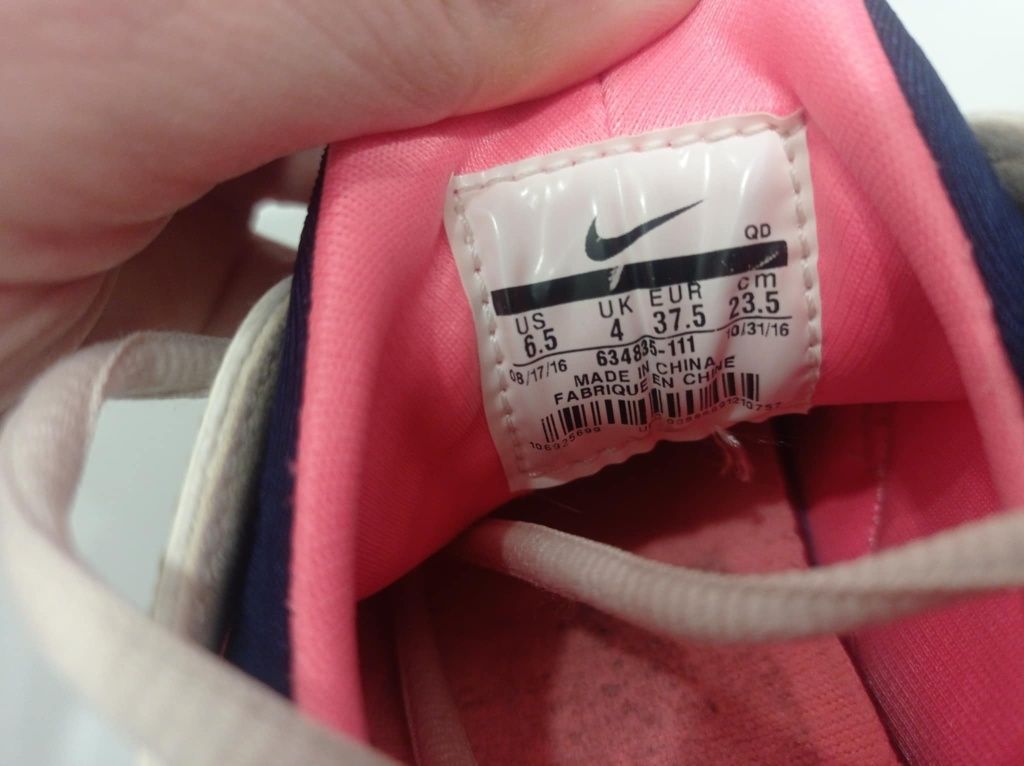 QD
US UK EUR cm
6.5 4 37.5 23.5
08/17/16 10/31/16
634835-111
MADE IN CHINA
FABRIQUE EN CHINE
106925699